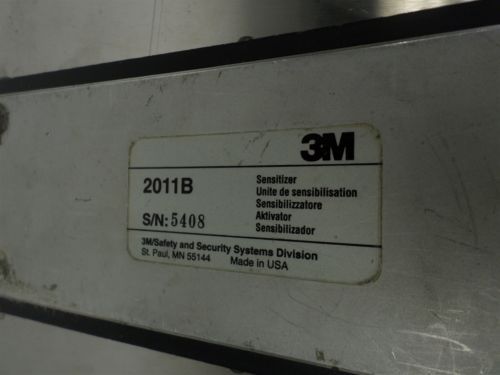 3M
2011B
Sensitizer
Unite de sensibilisation
Sensibilizzatore
Aktivator
Sensibilizador
S/N: 5408
3M/Safety and Security Systems Division
St. Paul, MN 55144 Made in USA